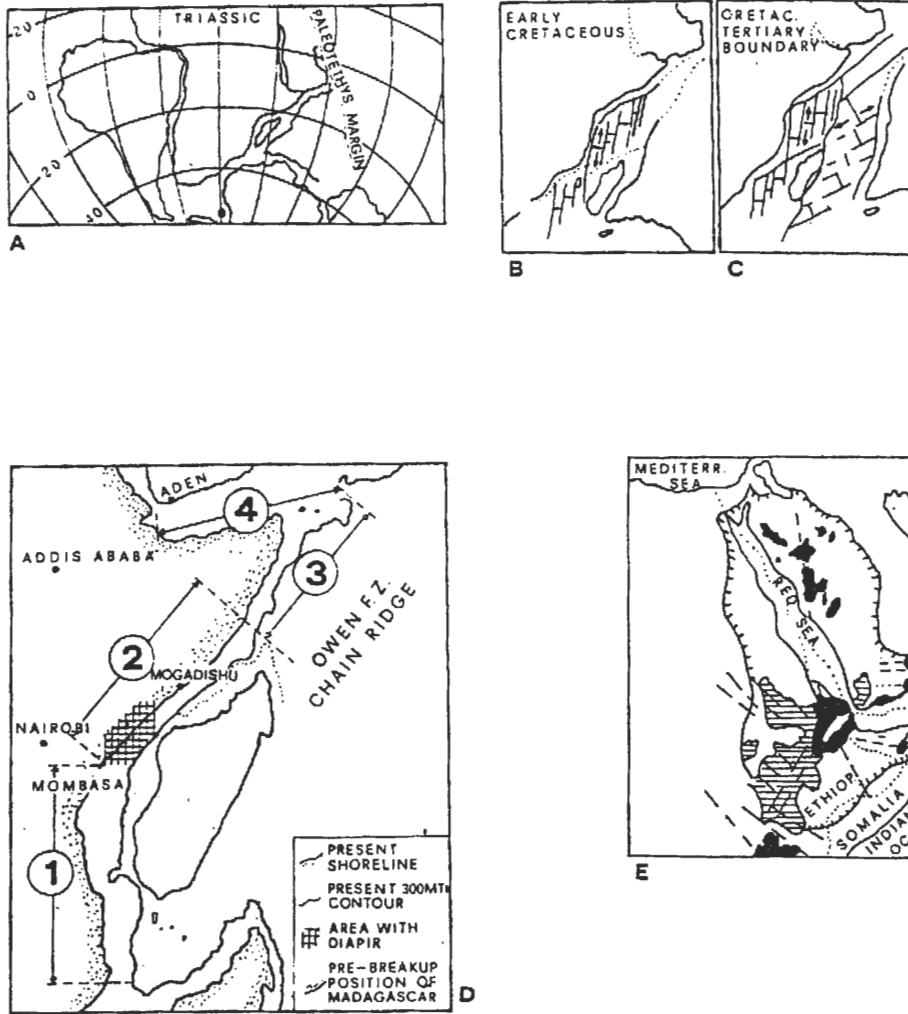 TRIASSIC
PALEOTETHYS MARGIN
-20
0
-20
40
A
EARLY
CRETACEOUS
B
CRETAC.
TERTIARY
BOUNDARY
C
ADEN
4
ADDIS ABABA
3
2
OWEN F.Z.
CHAIN RIDGE
MOGADISHU
NAIROBI
MOMBASA
1
PRESENT
SHORELINE
PRESENT 300MT
CONTOUR
AREA WITH
DIAPIR
PRE-BREAKUP
POSITION OF
MADAGASCAR
D
MEDITERR.
SEA
RED SEA
ETHIOPI
SOMALIA
INDIAN
OC
E